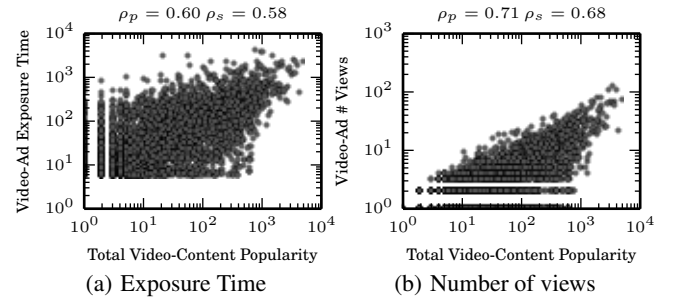 ρp = 0.60 ρs = 0.58
Video-Ad Exposure Time
10^4
10^3
10^2
10^1
10^0
10^0 10^1 10^2 10^3 10^4
Total Video-Content Popularity
(a) Exposure Time
ρp = 0.71 ρs = 0.68
Video-Ad # Views
10^3
10^2
10^1
10^0
10^0 10^1 10^2 10^3 10^4
Total Video-Content Popularity
(b) Number of views